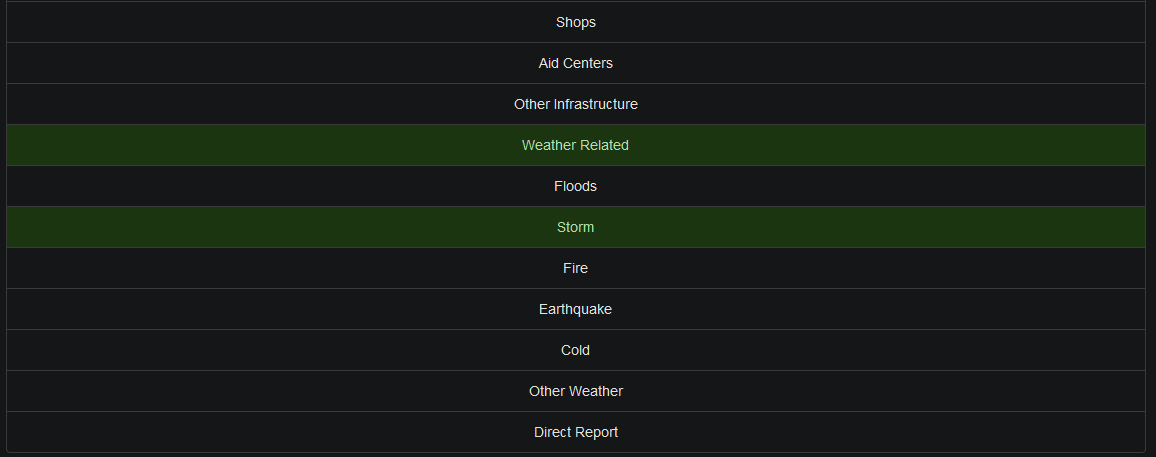 Shops
Aid Centers
Other Infrastructure
Weather Related
Floods
Storm
Fire
Earthquake
Cold
Other Weather
Direct Report